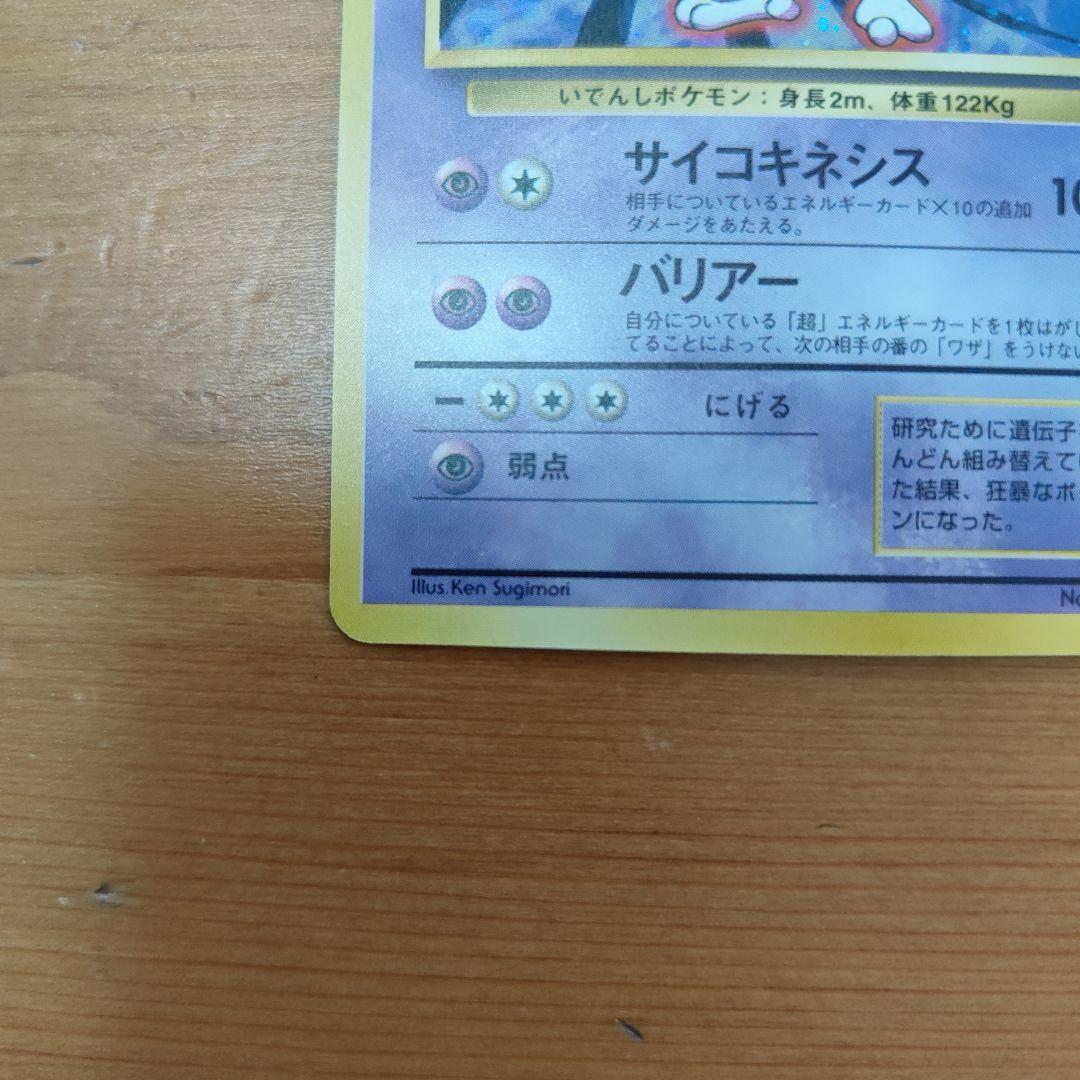 いでんしポケモン：身長2m、体重122Kg
サイコキネシス 10
相手についているエネルギーカード×10の追加
ダメージをあたえる。
バリアー
自分についている「超」エネルギーカードを1枚はがし
てることによって、次の相手の番の「ワザ」をうけない
ー にげる
弱点
研究ために遺伝子
んどん組み替えてい
た結果、狂暴なポ
ンになった。
Illus.Ken Sugimori
No